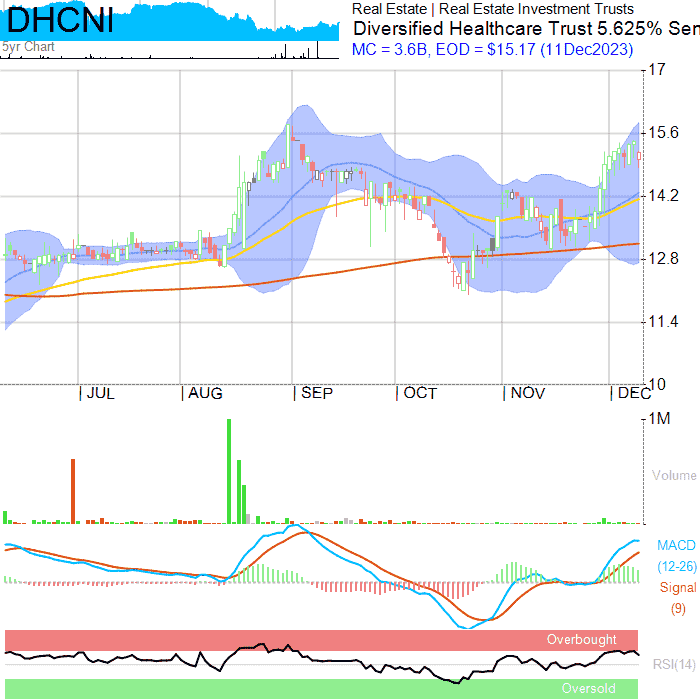 DHCNI
5yr Chart
Real Estate | Real Estate Investment Trusts
Diversified Healthcare Trust 5.625% Sen
MC = 3.6B, EOD = $15.17 (11Dec2023)
17
15.6
14.2
12.8
11.4
10
JUL AUG SEP OCT NOV DEC
1M
Volume
MACD
(12-26)
Signal
(9)
Overbought
RSI(14)
Oversold